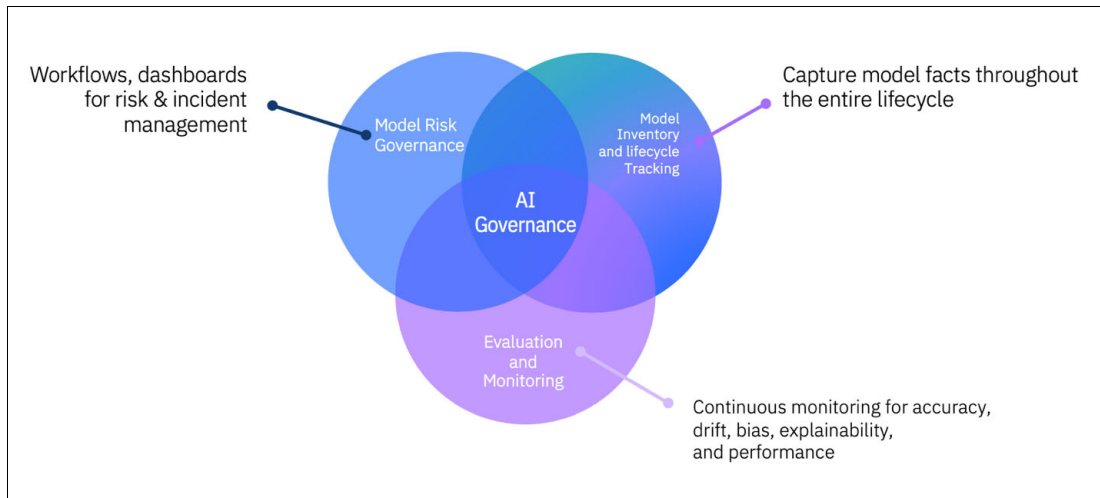 Workflows, dashboards
for risk & incident
management
Model Risk
Governance
Model
Inventory
and lifecycle
Tracking
Capture model facts throughout
the entire lifecycle
AI
Governance
Evaluation
and
Monitoring
Continuous monitoring for accuracy,
drift, bias, explainability,
and performance